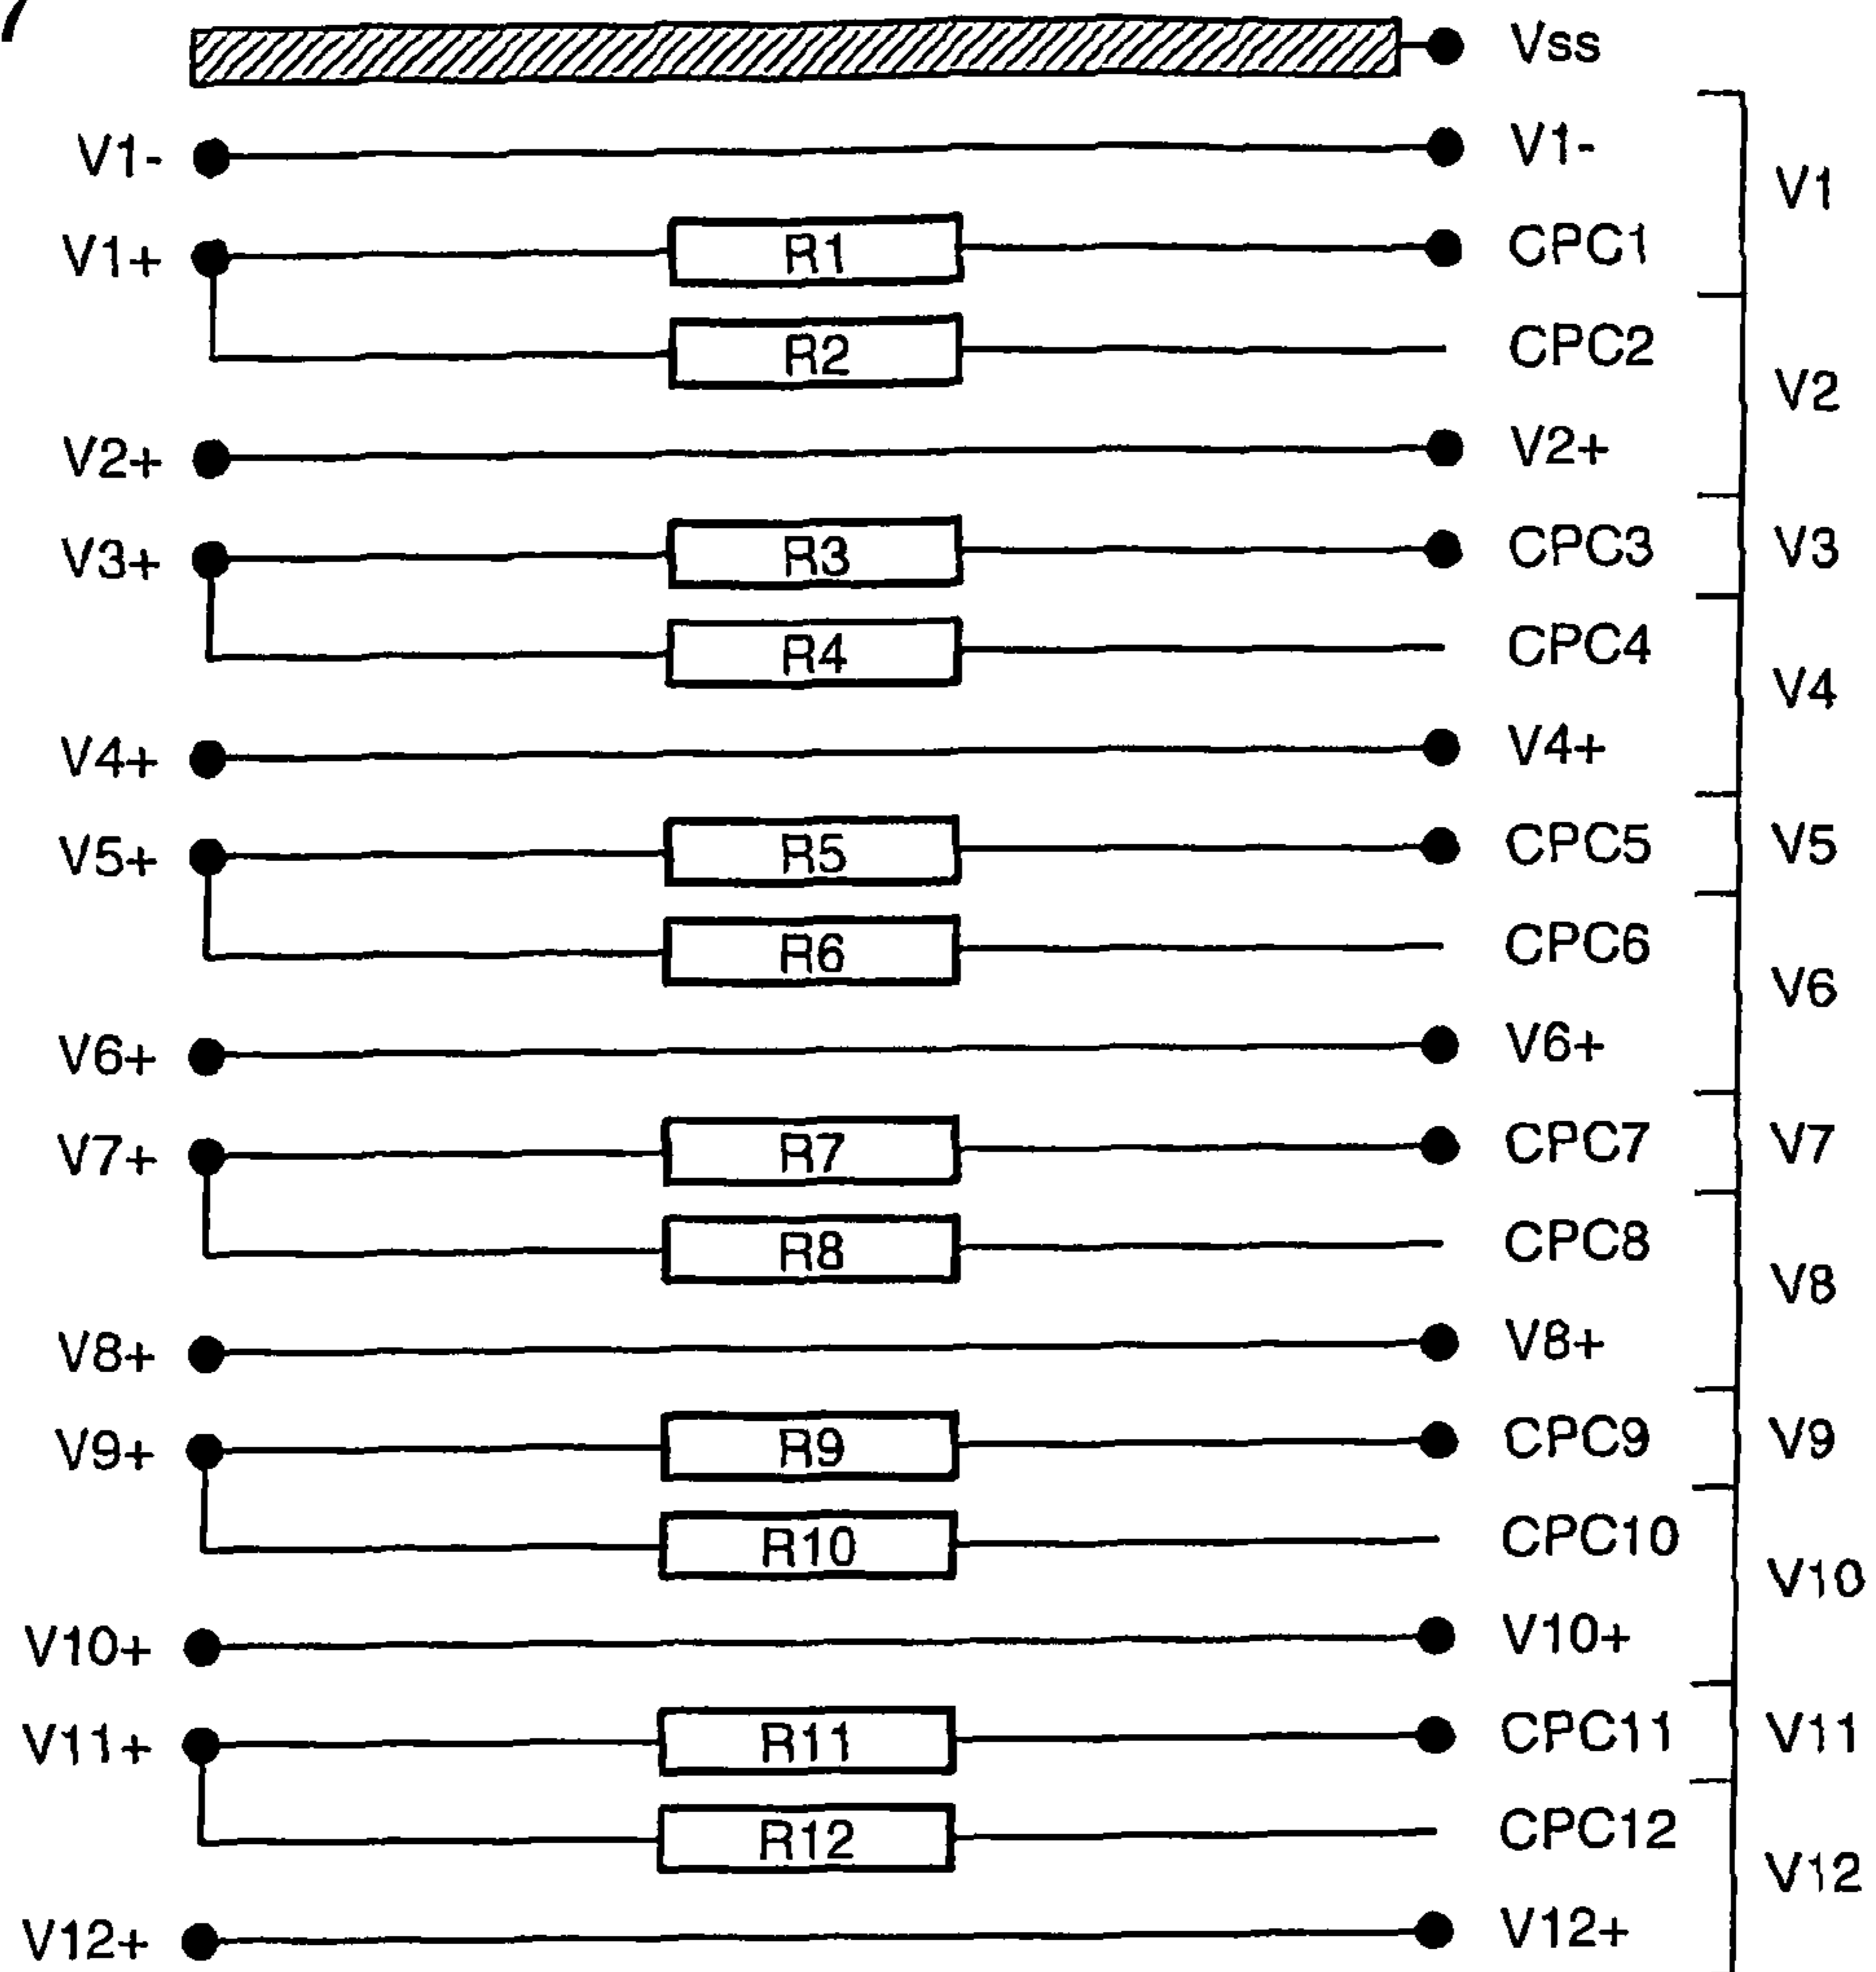 7
Vss
V1- V1-
V1
V1+ R1 CPC1
R2 CPC2
V2
V2+ V2+
V3+ R3 CPC3 V3
R4 CPC4
V4
V4+ V4+
V5+ R5 CPC5 V5
R6 CPC6
V6
V6+ V6+
V7+ R7 CPC7 V7
R8 CPC8
V8
V8+ V8+
V9+ R9 CPC9 V9
R10 CPC10
V10
V10+ V10+
V11+ R11 CPC11 V11
R12 CPC12
V12
V12+ V12+